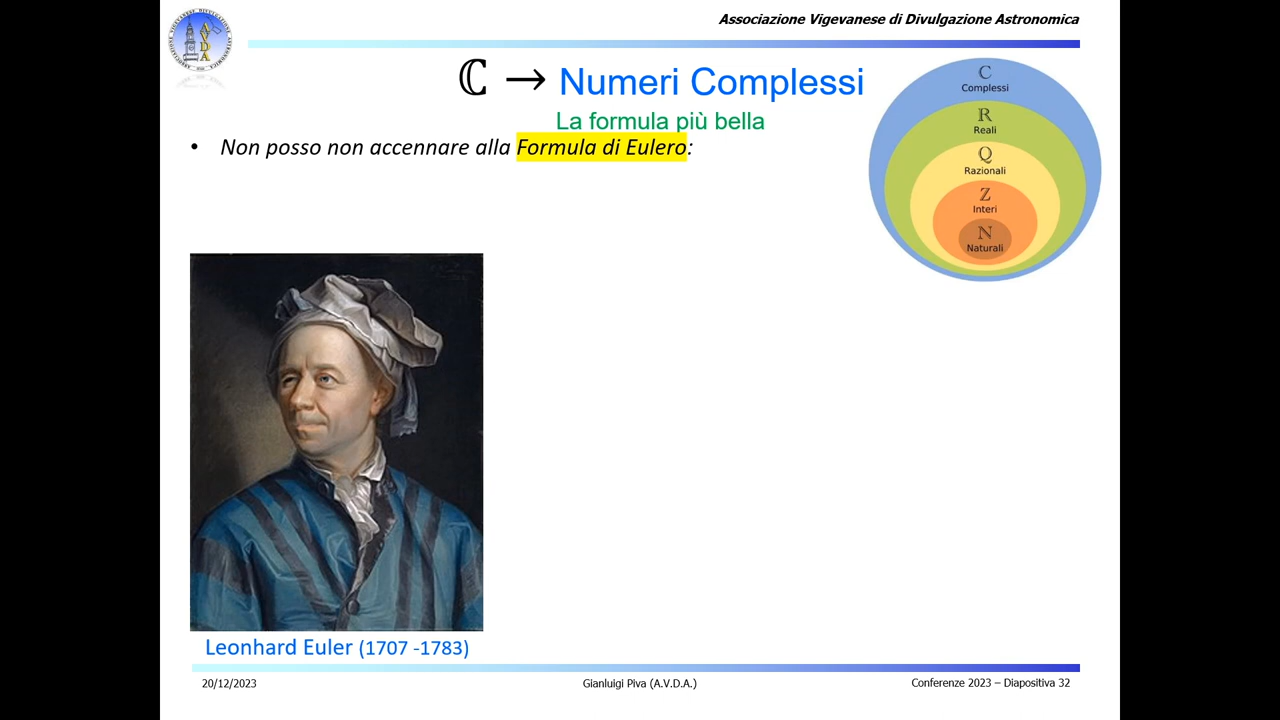 Associazione Vigevanese di Divulgazione Astronomica
ℂ → Numeri Complessi
La formula più bella
• Non posso non accennare alla Formula di Eulero:
C
Complessi
R
Reali
Q
Razionali
Z
Interi
N
Naturali
Leonhard Euler (1707 -1783)
20/12/2023
Gianluigi Piva (A.V.D.A.)
Conferenze 2023 – Diapositiva 32